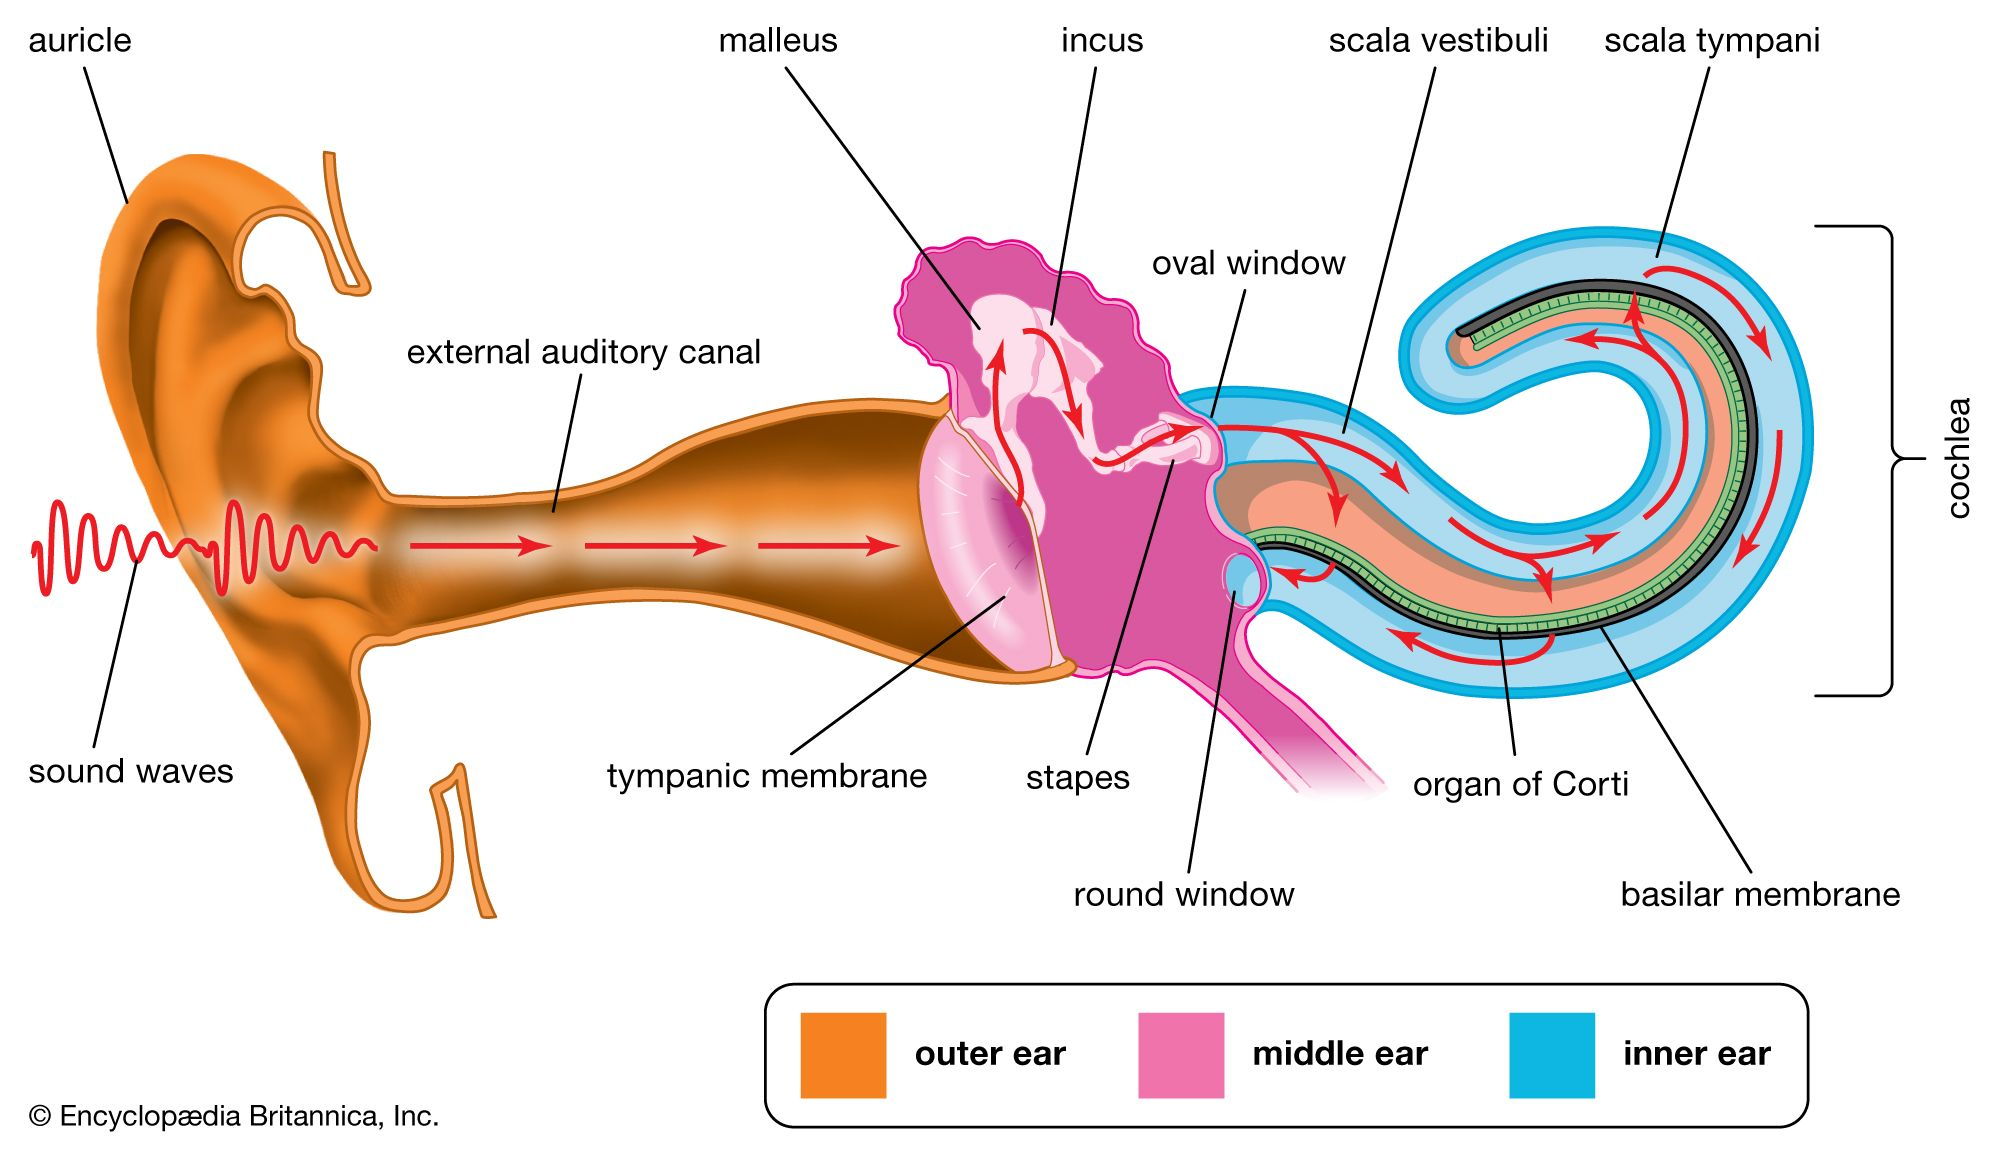 auricle
malleus
incus
scala vestibuli
scala tympani
oval window
external auditory canal
cochlea
sound waves
tympanic membrane
stapes
organ of Corti
round window
basilar membrane
outer ear
middle ear
inner ear
© Encyclopædia Britannica, Inc.